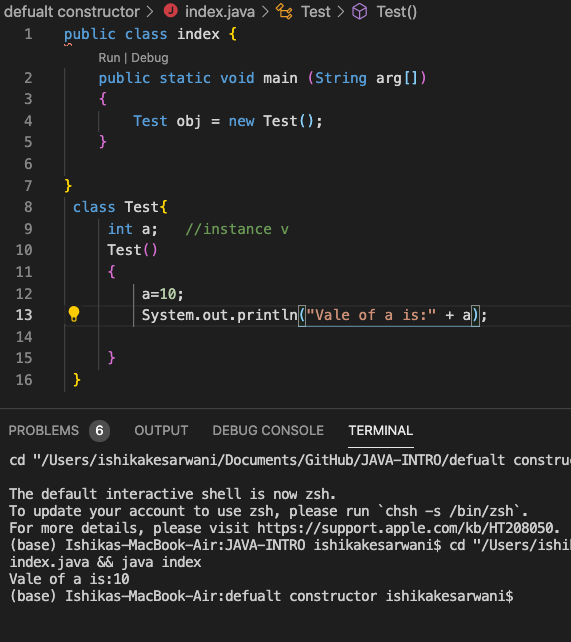 defualt constructor > index.java > Test > Test()
1 public class index {
Run | Debug
2 public static void main (String arg[])
3 {
4 Test obj = new Test();
5 }
6
7 }
8 class Test{
9 int a; //instance v
10 Test()
11 {
12 a=10;
13 System.out.println("Vale of a is:" + a);
14
15 }
16 }
PROBLEMS 6 OUTPUT DEBUG CONSOLE TERMINAL
cd "/Users/ishikakesarwani/Documents/GitHub/JAVA-INTRO/defualt constru
The default interactive shell is now zsh.
To update your account to use zsh, please run `chsh -s /bin/zsh`.
For more details, please visit https://support.apple.com/kb/HT208050.
(base) Ishikas-MacBook-Air:JAVA-INTRO ishikakesarwani$ cd "/Users/ishi
index.java && java index
Vale of a is:10
(base) Ishikas-MacBook-Air:defualt constructor ishikakesarwani$